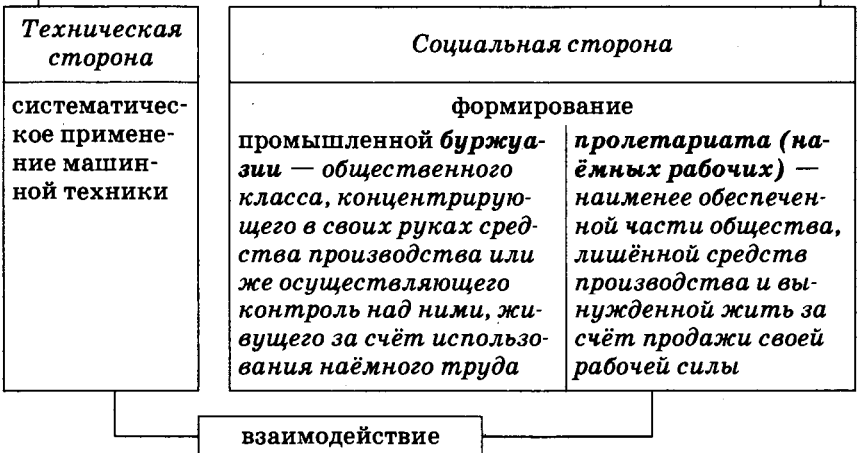 Техническая
сторона
Социальная сторона
систематичес-
кое примене-
ние машин-
ной техники
формирование
промышленной буржуа-
зии — общественного
класса, концентрирую-
щего в своих руках сред-
ства производства или
же осуществляющего
контроль над ними, жи-
вущего за счёт использо-
вания наёмного труда
пролетариата (на-
ёмных рабочих) —
наименее обеспечен-
ной части общества,
лишённой средств
производства и вы-
нужденной жить за
счёт продажи своей
рабочей силы
взаимодействие